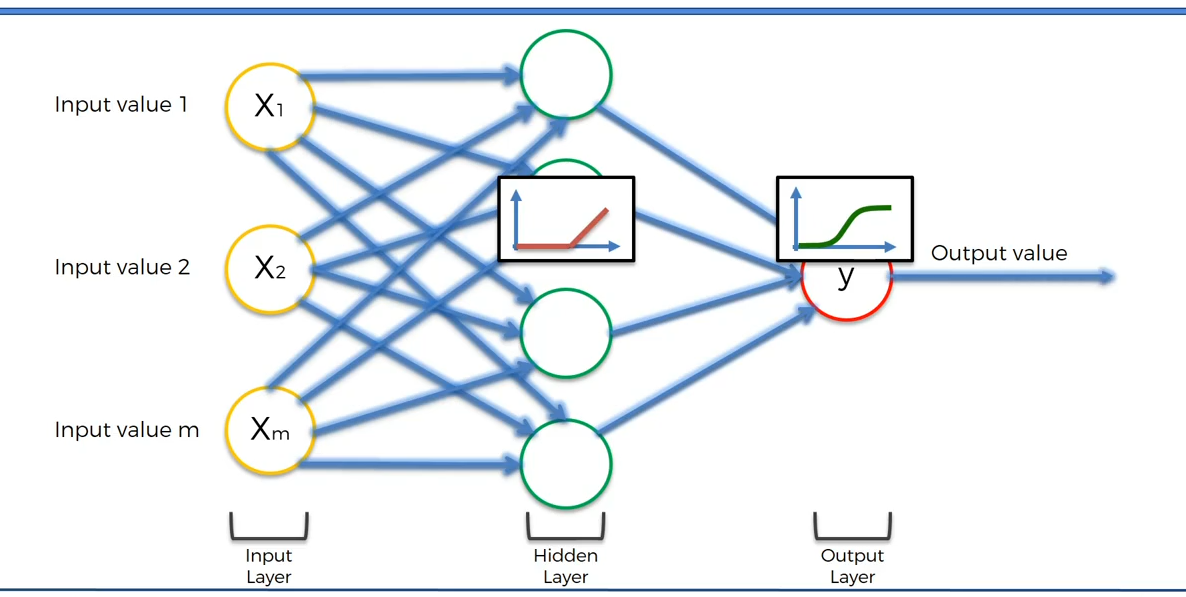 Input value 1
X1
Input value 2
X2
y
Output value
Input value m
Xm
Input
Layer
Hidden
Layer
Output
Layer